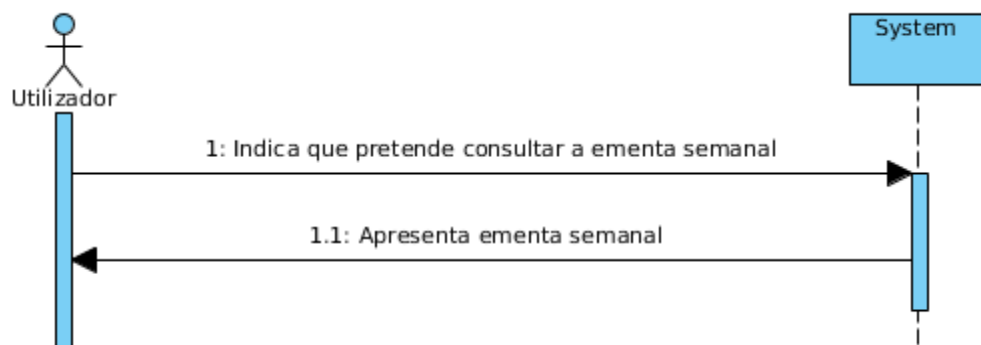 System
Utilizador
1: Indica que pretende consultar a ementa semanal
1.1: Apresenta ementa semanal